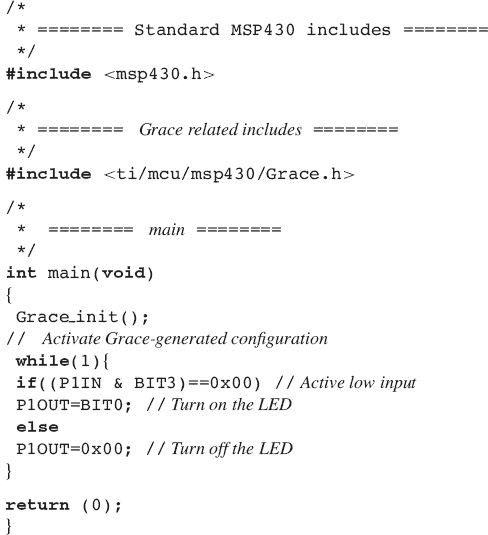 /*
 * ======== Standard MSP430 includes ========
 */
#include <msp430.h>
/*
 * ======== Grace related includes ========
 */
#include <ti/mcu/msp430/Grace.h>
/*
 * ======== main ========
 */
int main(void)
{
 Grace_init();
// Activate Grace-generated configuration
 while(1){
 if((P1IN & BIT3)==0x00) // Active low input
 P1OUT=BIT0; // Turn on the LED
 else
 P1OUT=0x00; // Turn off the LED
}
return (0);
}